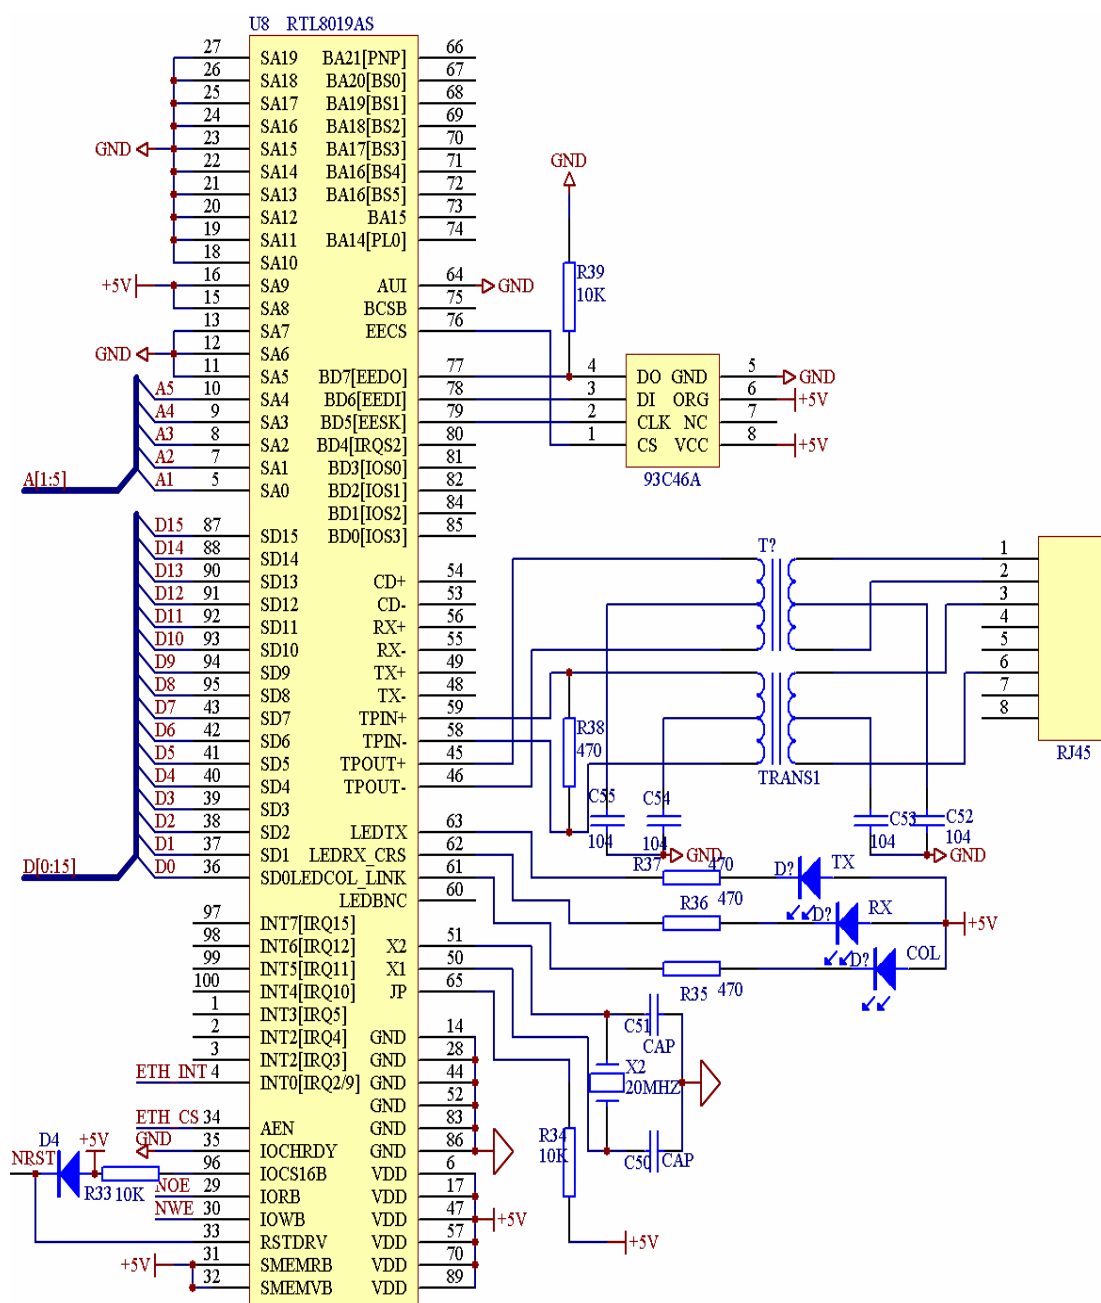 U8 RTL8019AS
27 SA19 BA21[PNP] 66
26 SA18 BA20[BS0] 67
25 SA17 BA19[BS1] 68
24 SA16 BA18[BS2] 69
GND 23 SA15 BA17[BS3] 70
22 SA14 BA16[BS4] 71
21 SA13 BA16[BS5] 72
20 SA12 BA15 73
19 SA11 BA14[PL0] 74
18 SA10
+5V 16 SA9 AUI 64 GND
15 SA8 BCSB 75
13 SA7 EECS 76
GND 12 SA6
11 SA5 BD7[EEDO] 77
A5 10 SA4 BD6[EEDI] 78
A4 9 SA3 BD5[EESK] 79
A3 8 SA2 BD4[IRQS2] 80
A2 7 SA1 BD3[IOS0] 81
A[1:5] A1 5 SA0 BD2[IOS1] 82
BD1[IOS2] 84
BD0[IOS3] 85
GND
R39
10K
4 DO GND 5 GND
3 DI ORG 6 +5V
2 CLK NC 7
1 CS VCC 8 +5V
93C46A
D15 87 SD15
D14 88 SD14
D13 90 SD13 CD+ 54
D12 91 SD12 CD- 53
D11 92 SD11 RX+ 56
D10 93 SD10 RX- 55
D9 94 SD9 TX+ 49
D8 95 SD8 TX- 48
D7 43 SD7 TPIN+ 59
D6 42 SD6 TPIN- 58
D5 41 SD5 TPOUT+ 45
D4 40 SD4 TPOUT- 46
D3 39 SD3
D2 38 SD2 LEDTX 63
D1 37 SD1 LEDRX_CRS 62
D[0:15] D0 36 SD0 LEDCOL_LINK 61
LEDBNC 60
T?
TRANS1
1
2
3
4
5
6
7
8
RJ45
R38
470
C55
104
C54
104
GND
C53
104
C52
104
GND
R37 470 D? TX
R36 470 D? RX
+5V
R35 470 D? COL
97 INT7[IRQ15]
98 INT6[IRQ12] X2 51
99 INT5[IRQ11] X1 50
100 INT4[IRQ10] JP 65
1 INT3[IRQ5]
2 INT2[IRQ4] GND 14
3 INT2[IRQ3] GND 28
ETH_INT 4 INT0[IRQ2/9] GND 44
GND 52
ETH_CS 34 AEN GND 83
GND 35 IOCHRDY GND 86
96 IOCS16B VDD 6
NOE 29 IORB VDD 17
NWE 30 IOWB VDD 47 +5V
33 RSTDRV VDD 57
+5V 31 SMEMRB VDD 70
32 SMEMVB VDD 89
D4 +5V
NRST
R33 10K
C51
CAP
X2
20MHZ
C50 CAP
R34
10K
+5V